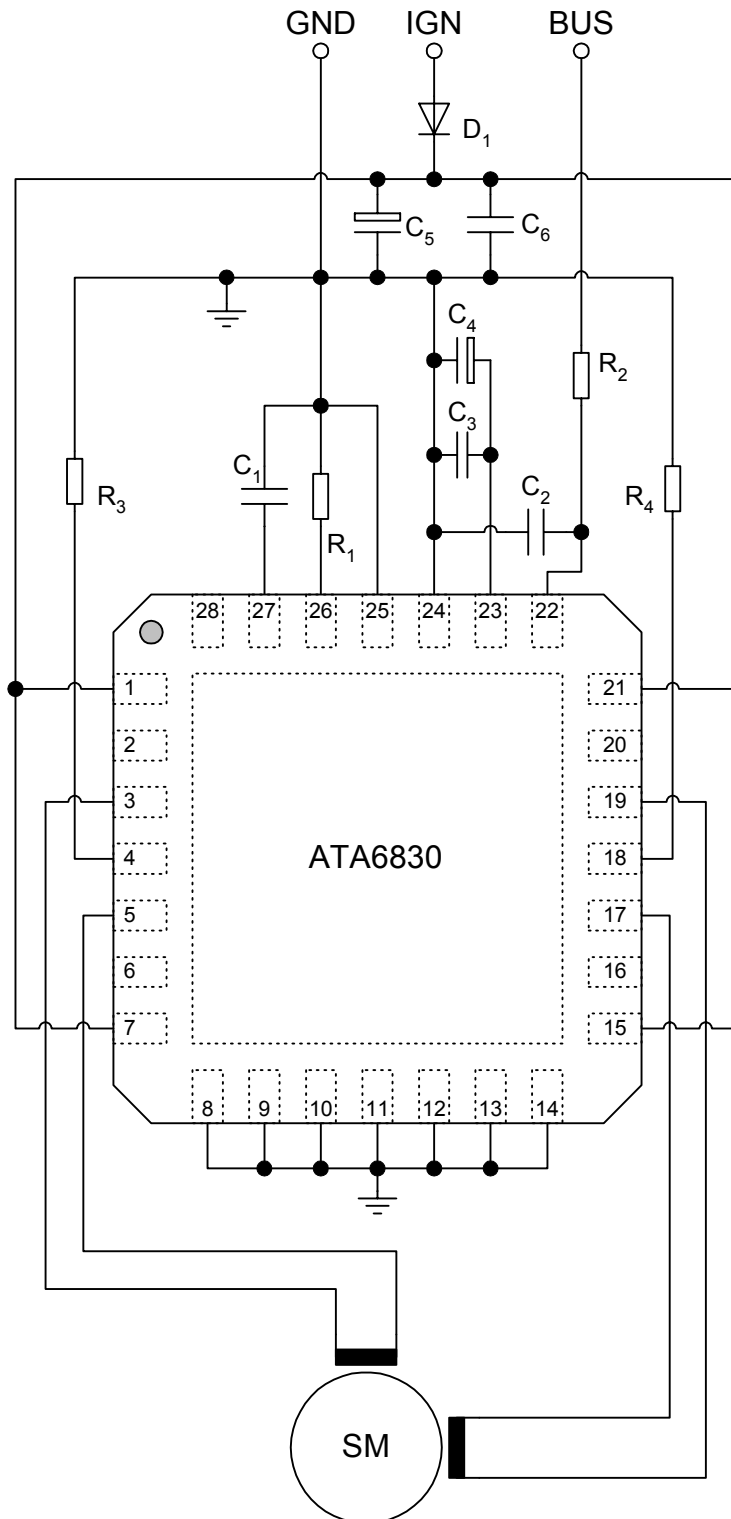 GND IGN BUS
D1
C5 C6
C4
R2
C3
C1 C2
R3 R4
R1
28 27 26 25 24 23 22
1 21
2 20
3 19
4 ATA6830 18
5 17
6 16
7 15
8 9 10 11 12 13 14
SM